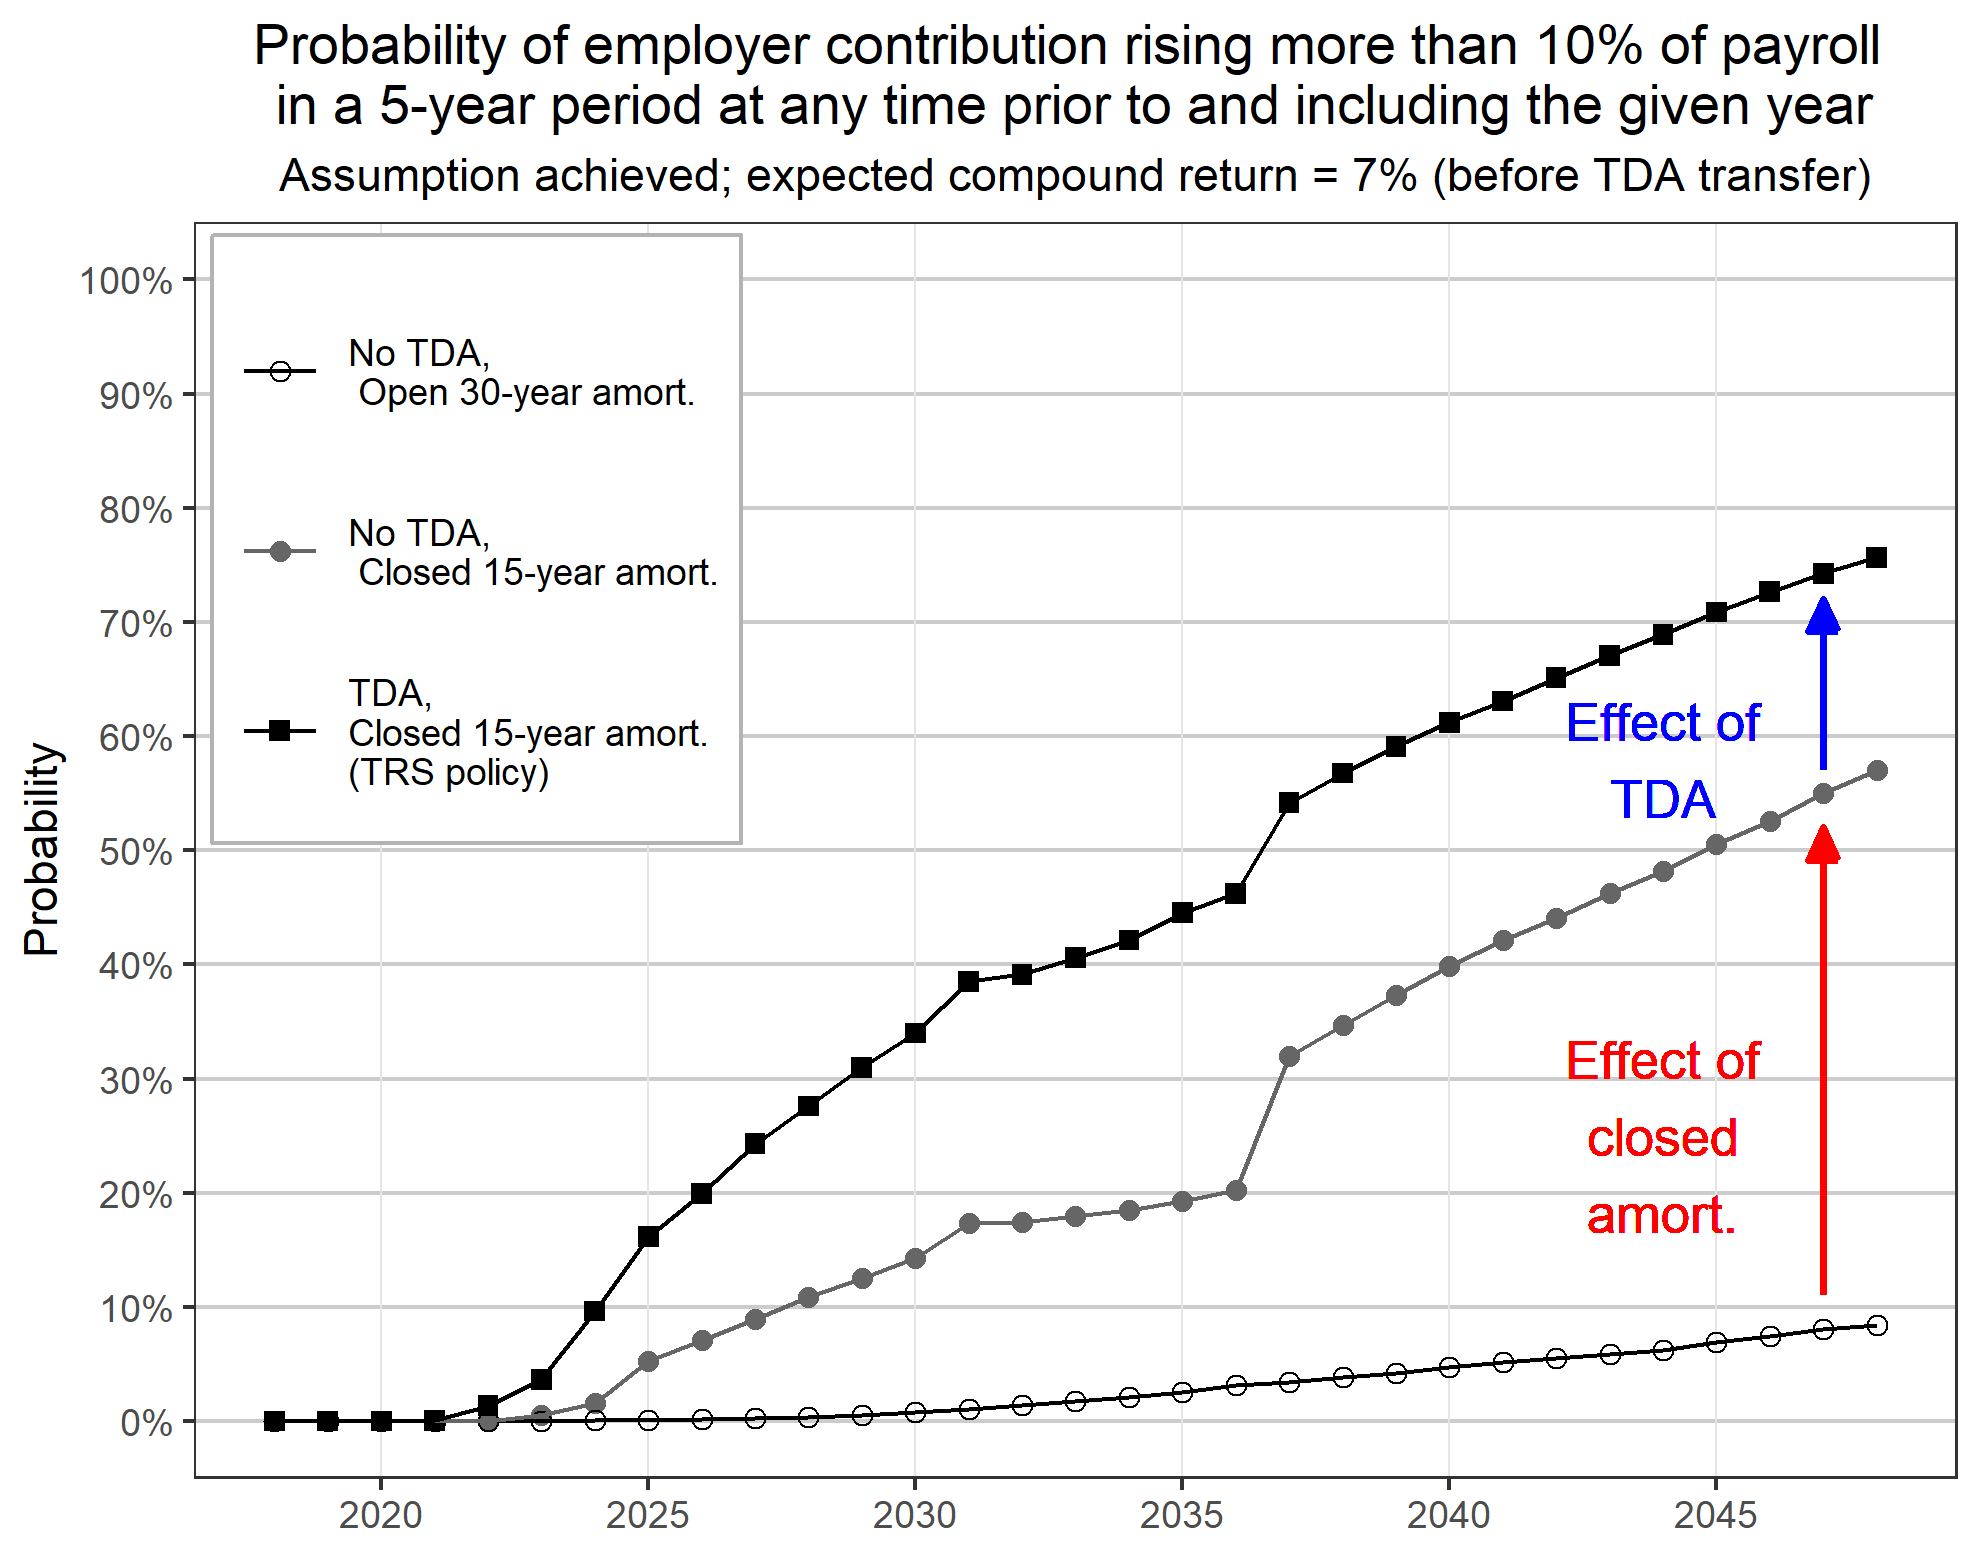 Probability of employer contribution rising more than 10% of payroll
in a 5-year period at any time prior to and including the given year
Assumption achieved; expected compound return = 7% (before TDA transfer)
No TDA,
Open 30-year amort.
No TDA,
Closed 15-year amort.
TDA,
Closed 15-year amort.
(TRS policy)
Probability
100%
90%
80%
70%
60%
50%
40%
30%
20%
10%
0%
Effect of
TDA
Effect of
closed
amort.
2020
2025
2030
2035
2040
2045